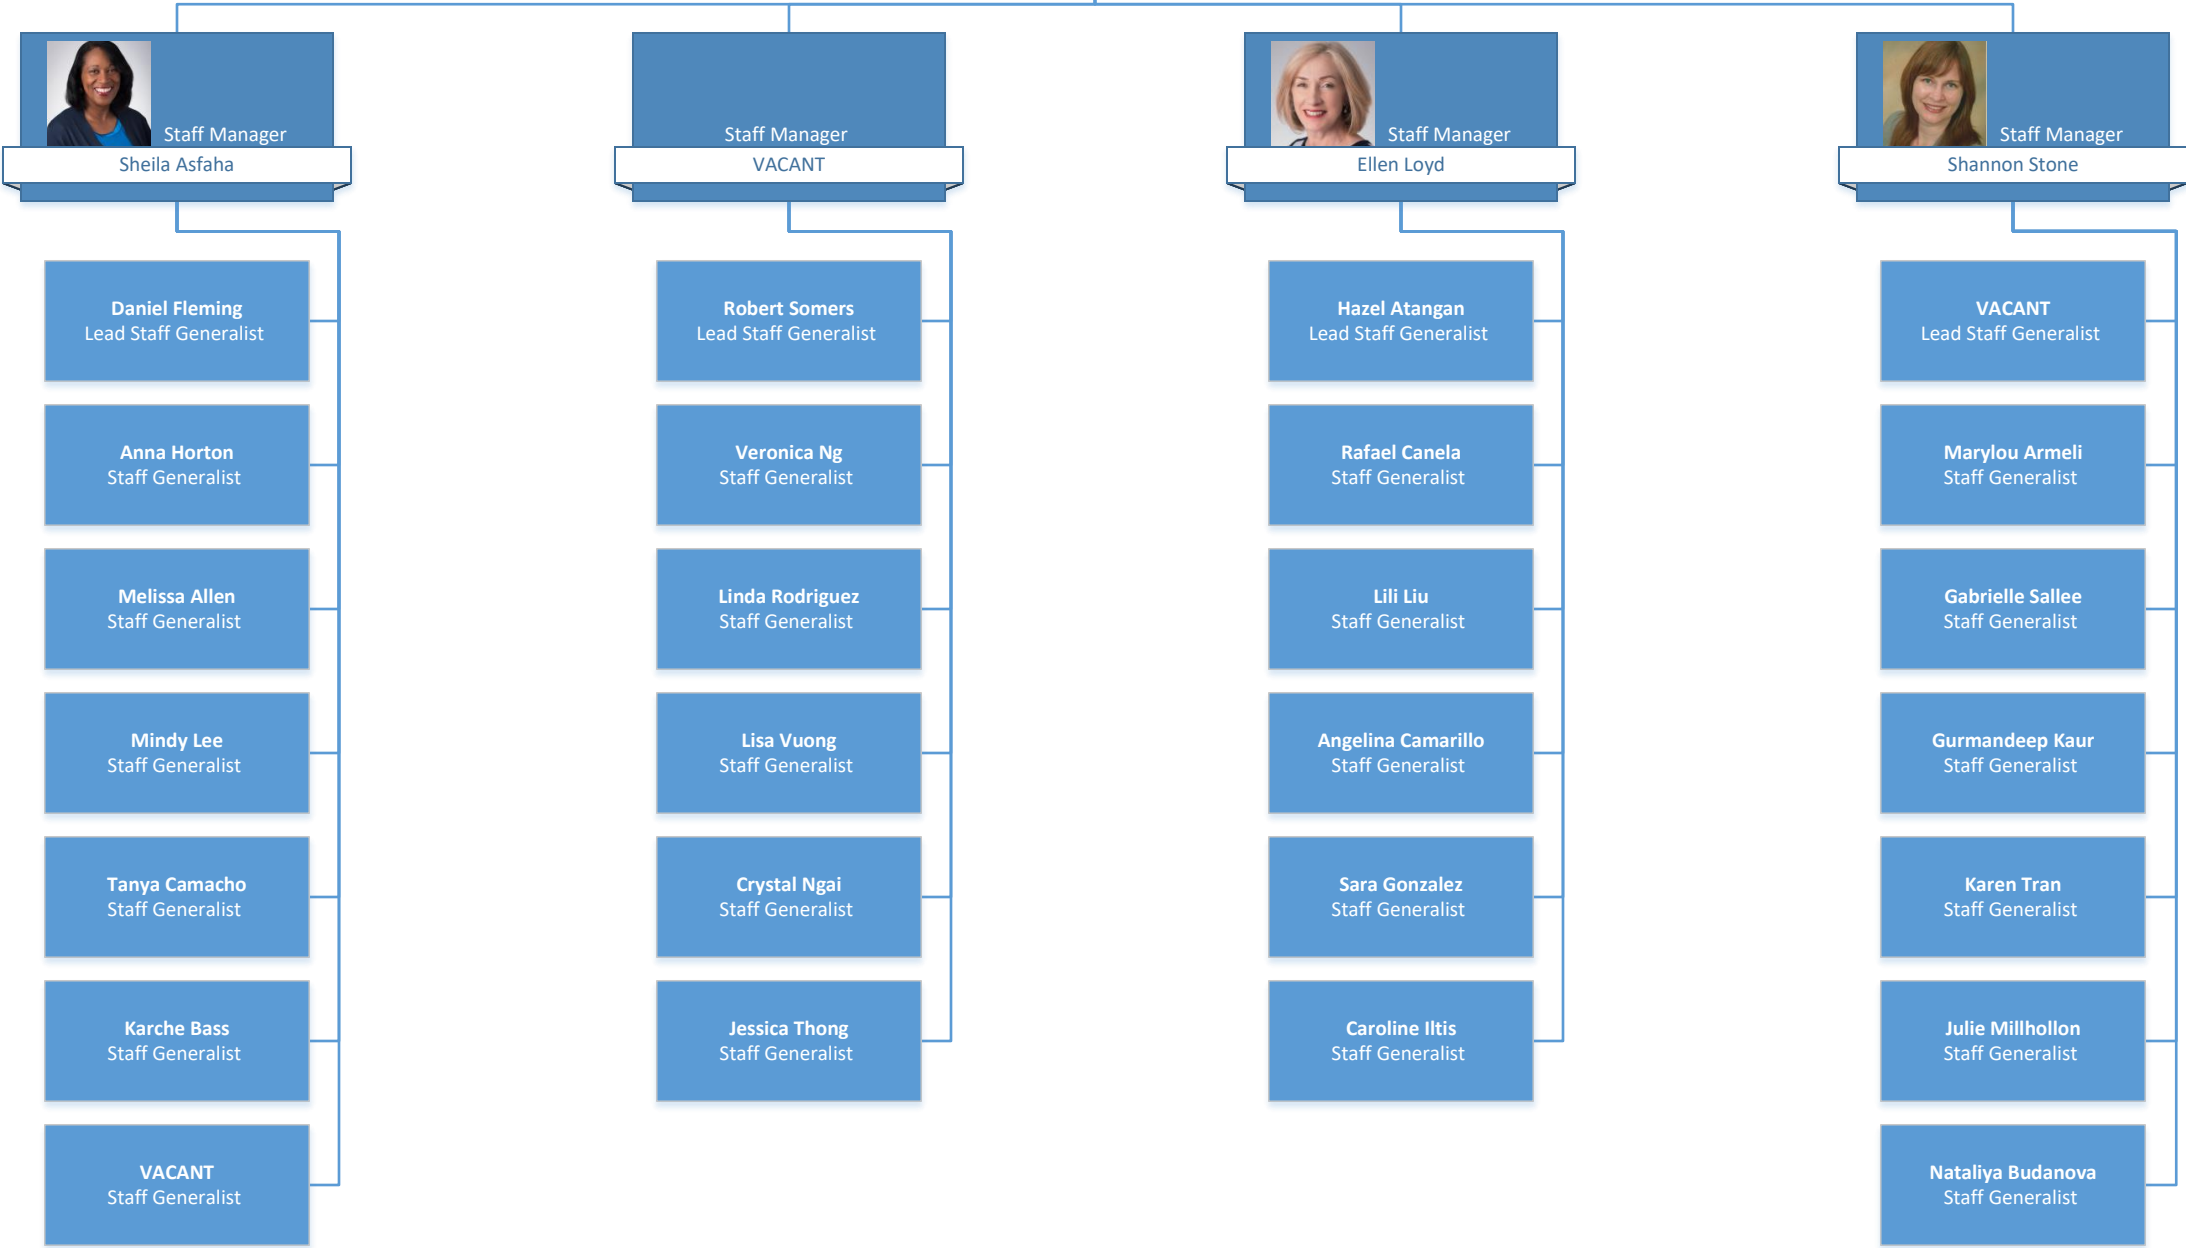 Staff Manager
Sheila Asfaha
Daniel Fleming
Lead Staff Generalist
Anna Horton
Staff Generalist
Melissa Allen
Staff Generalist
Mindy Lee
Staff Generalist
Tanya Camacho
Staff Generalist
Karche Bass
Staff Generalist
VACANT
Staff Generalist
Staff Manager
VACANT
Robert Somers
Lead Staff Generalist
Veronica Ng
Staff Generalist
Linda Rodriguez
Staff Generalist
Lisa Vuong
Staff Generalist
Crystal Ngai
Staff Generalist
Jessica Thong
Staff Generalist
Staff Manager
Ellen Loyd
Hazel Atangan
Lead Staff Generalist
Rafael Canela
Staff Generalist
Lili Liu
Staff Generalist
Angelina Camarillo
Staff Generalist
Sara Gonzalez
Staff Generalist
Caroline Iltis
Staff Generalist
Staff Manager
Shannon Stone
VACANT
Lead Staff Generalist
Marylou Armeli
Staff Generalist
Gabrielle Sallee
Staff Generalist
Gurmandeep Kaur
Staff Generalist
Karen Tran
Staff Generalist
Julie Millhollon
Staff Generalist
Nataliya Budanova
Staff Generalist